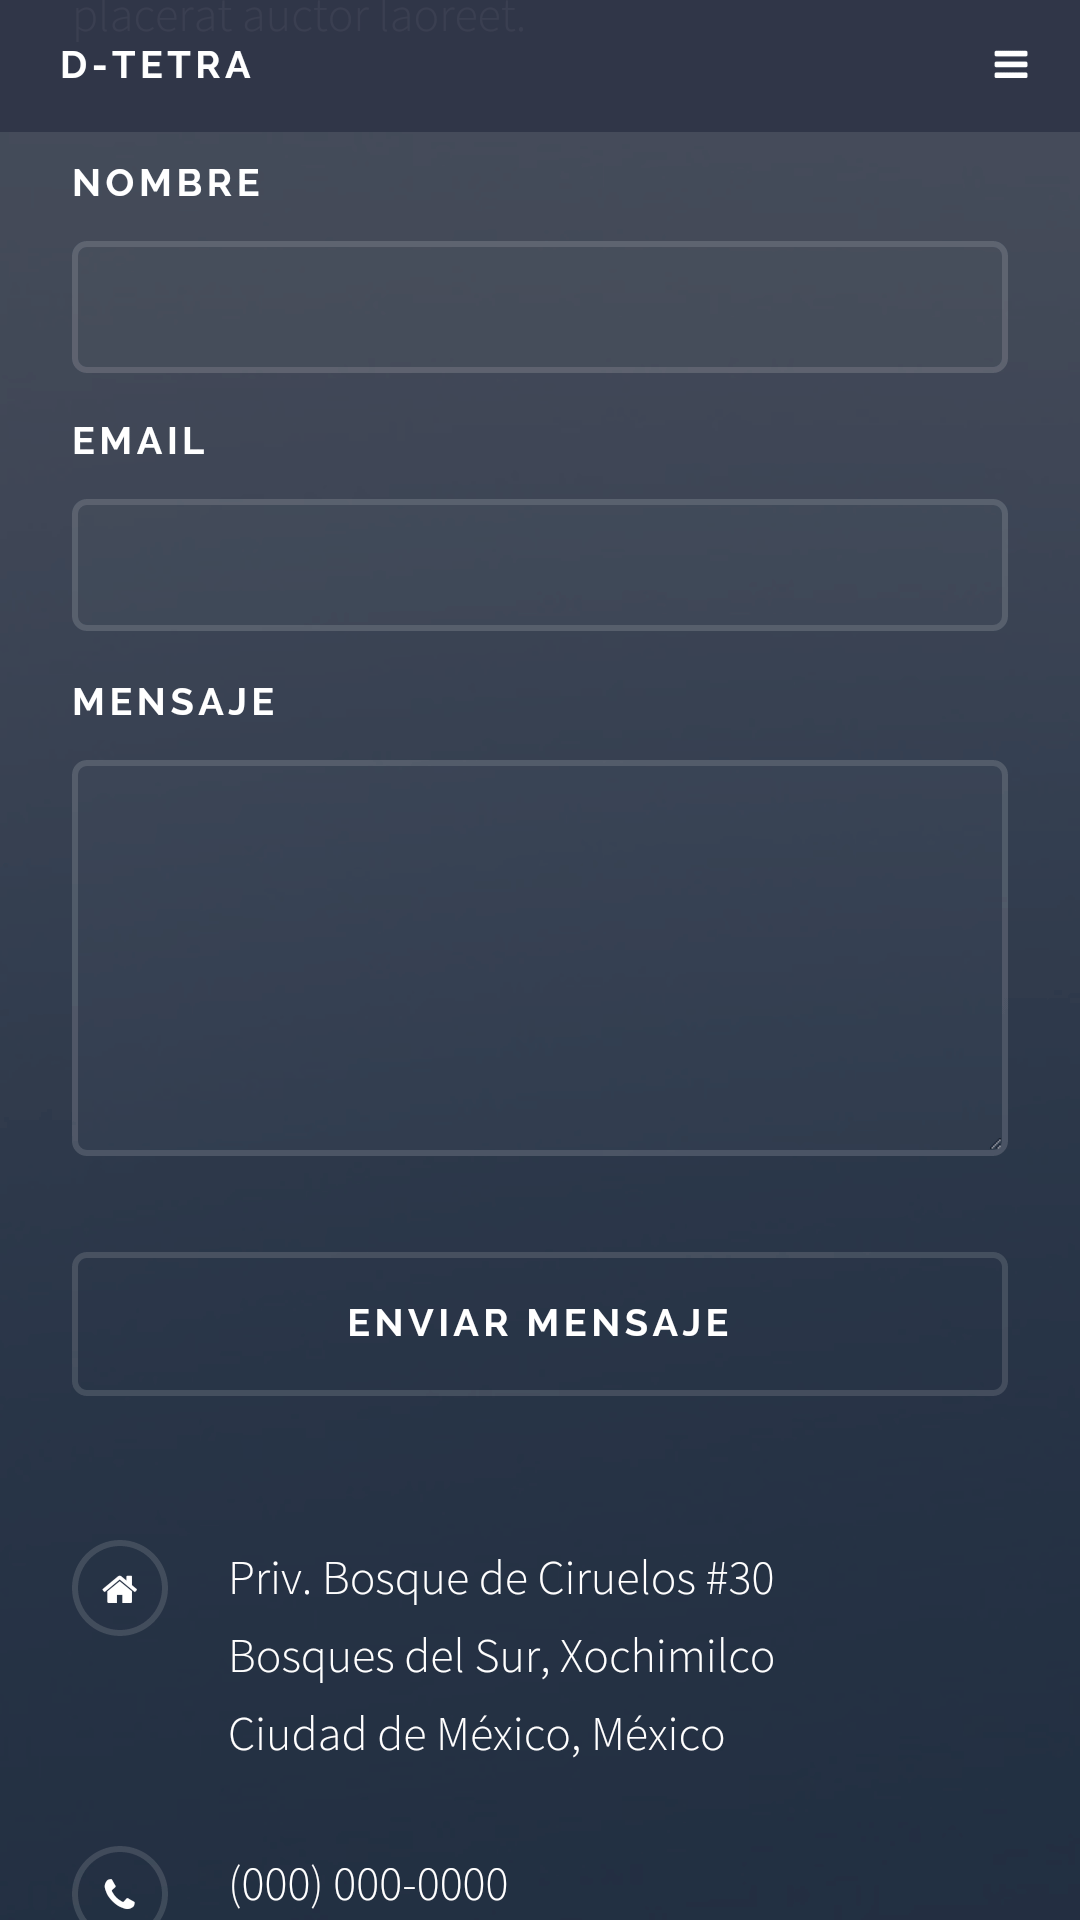 placerat auctor laoreet.
D-TETRA
NOMBRE
EMAIL
MENSAJE
ENVIAR MENSAJE
Priv. Bosque de Ciruelos #30
Bosques del Sur, Xochimilco
Ciudad de México, México
(000) 000-0000